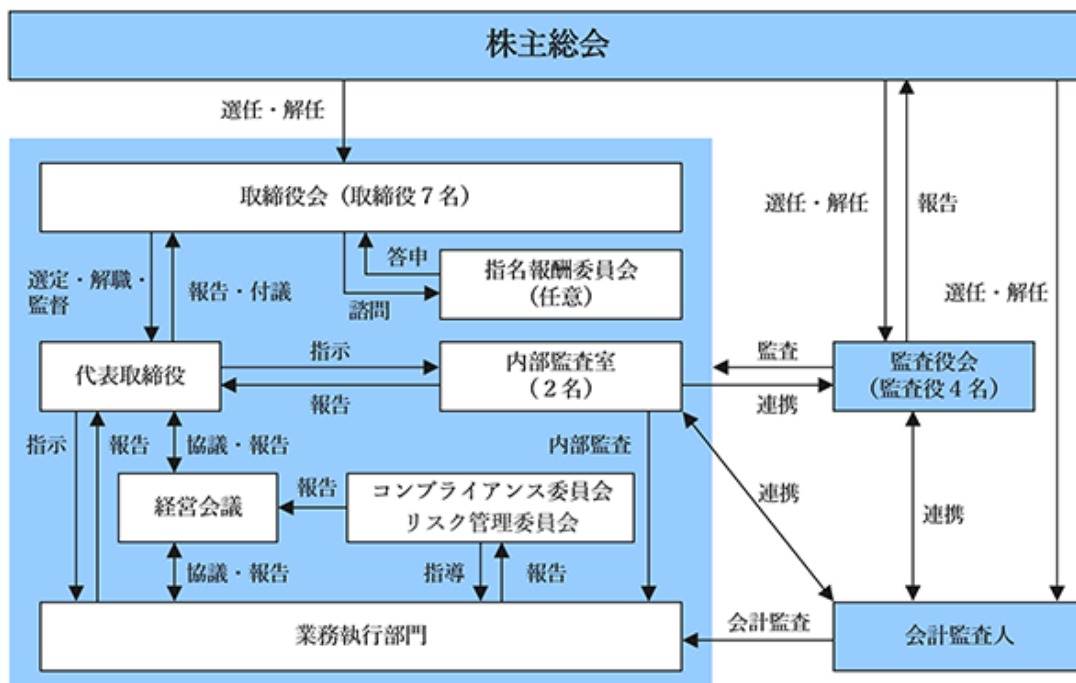 株主総会
選任・解任
取締役会（取締役７名）
選任・解任
報告
答申
指名報酬委員会
（任意）
選定・解職・
監督
報告・付議
諮問
選任・解任
代表取締役
指示
報告
内部監査室
（２名）
監査
連携
監査役会
（監査役４名）
指示
報告
協議・報告
内部監査
経営会議
報告
コンプライアンス委員会
リスク管理委員会
連携
連携
協議・報告
指導
報告
業務執行部門
会計監査
会計監査人